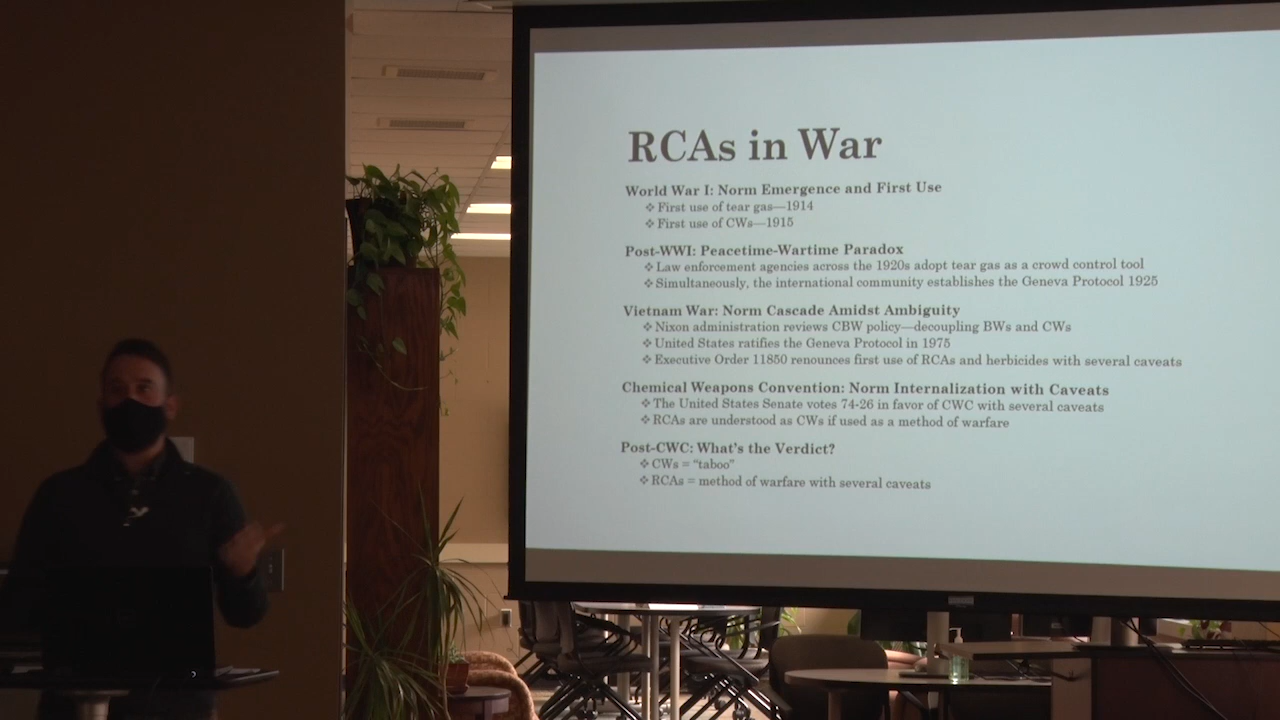 RCAs in War
World War I: Norm Emergence and First Use
❖ First use of tear gas—1914
❖ First use of CWs—1915
Post-WWI: Peacetime-Wartime Paradox
❖ Law enforcement agencies across the 1920s adopt tear gas as a crowd control tool
❖ Simultaneously, the international community establishes the Geneva Protocol 1925
Vietnam War: Norm Cascade Amidst Ambiguity
❖ Nixon administration reviews CBW policy—decoupling BWs and CWs
❖ United States ratifies the Geneva Protocol in 1975
❖ Executive Order 11850 renounces first use of RCAs and herbicides with several caveats
Chemical Weapons Convention: Norm Internalization with Caveats
❖ The United States Senate votes 74-26 in favor of CWC with several caveats
❖ RCAs are understood as CWs if used as a method of warfare
Post-CWC: What's the Verdict?
❖ CWs = “taboo”
❖ RCAs = method of warfare with several caveats